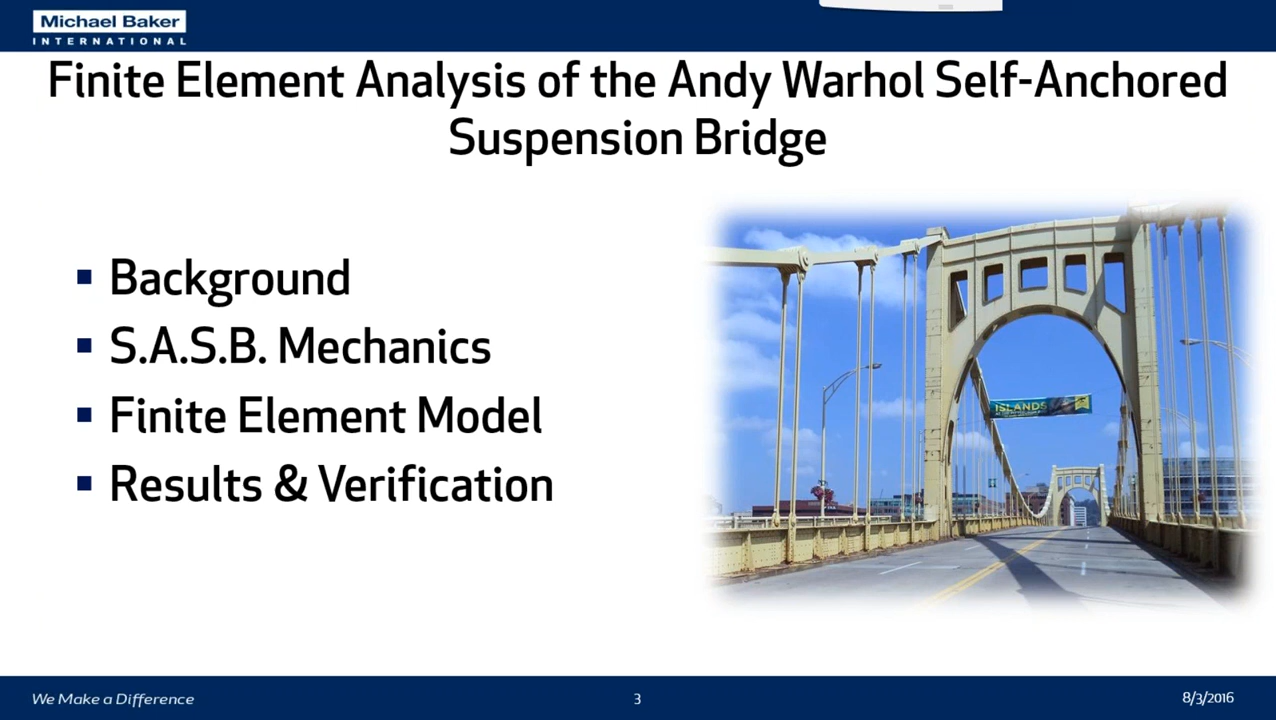 Michael Baker
INTERNATIONAL
Finite Element Analysis of the Andy Warhol Self-Anchored
Suspension Bridge
Background
S.A.S.B. Mechanics
Finite Element Model
Results & Verification
ISLANDS
We Make a Difference
3
8/3/2016